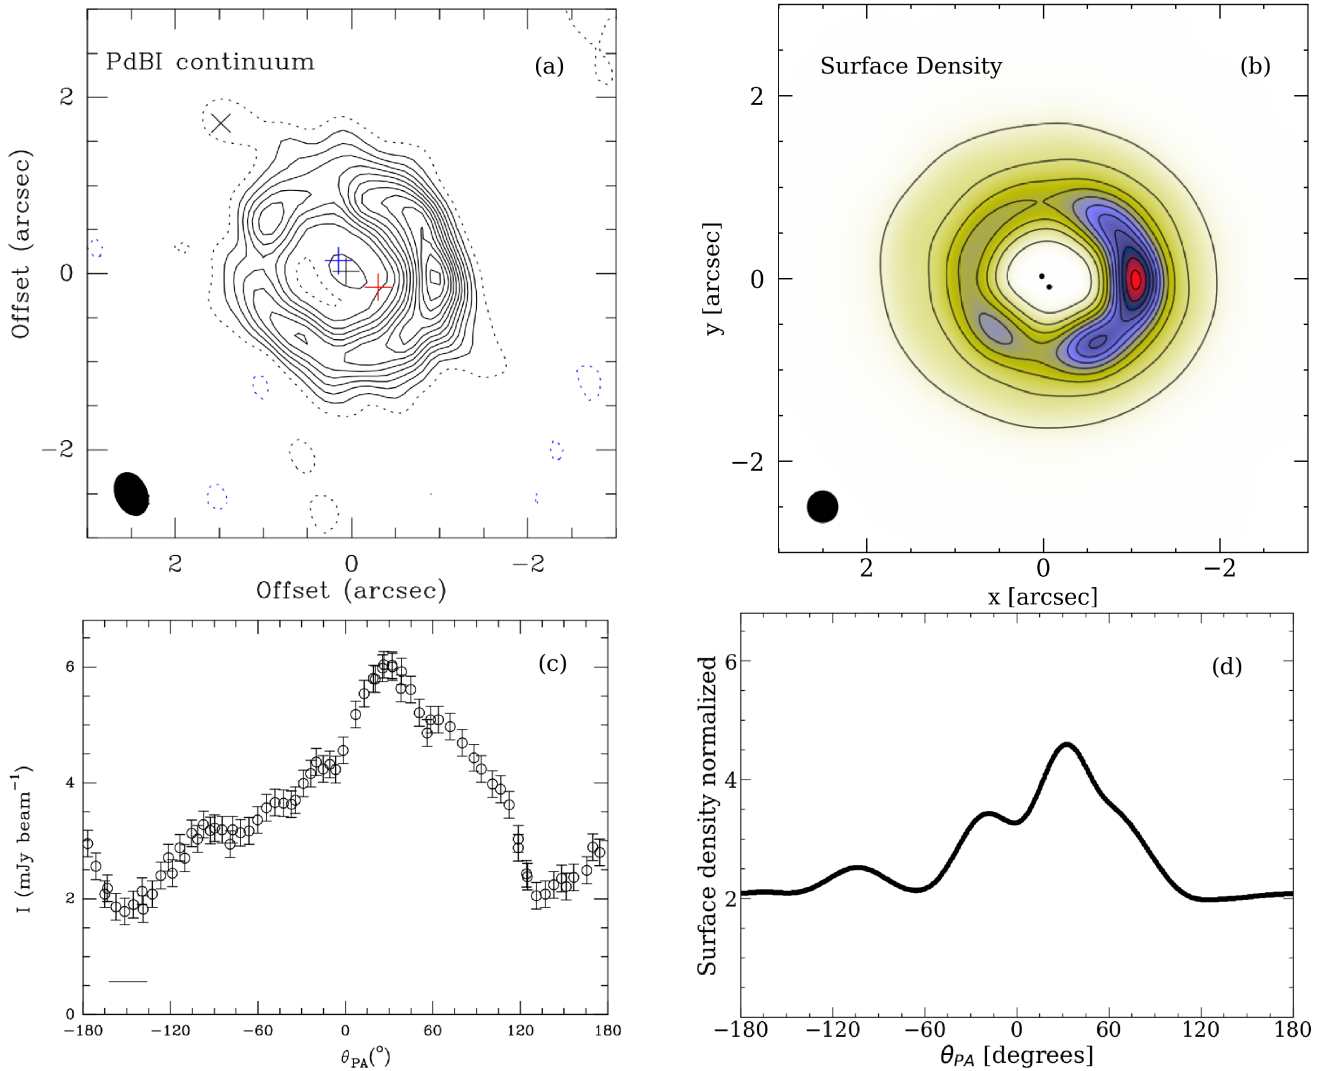 PdBI continuum
(a)
Offset (arcsec)
2
0
−2
2
0
−2
Offset (arcsec)
Surface Density
(b)
y [arcsec]
2
0
−2
2
0
−2
x [arcsec]
(c)
I (mJy beam⁻¹)
6
4
2
0
−180
−120
−60
0
60
120
180
θPA(°)
(d)
Surface density normalized
6
4
2
−180
−120
−60
0
60
120
180
θPA [degrees]